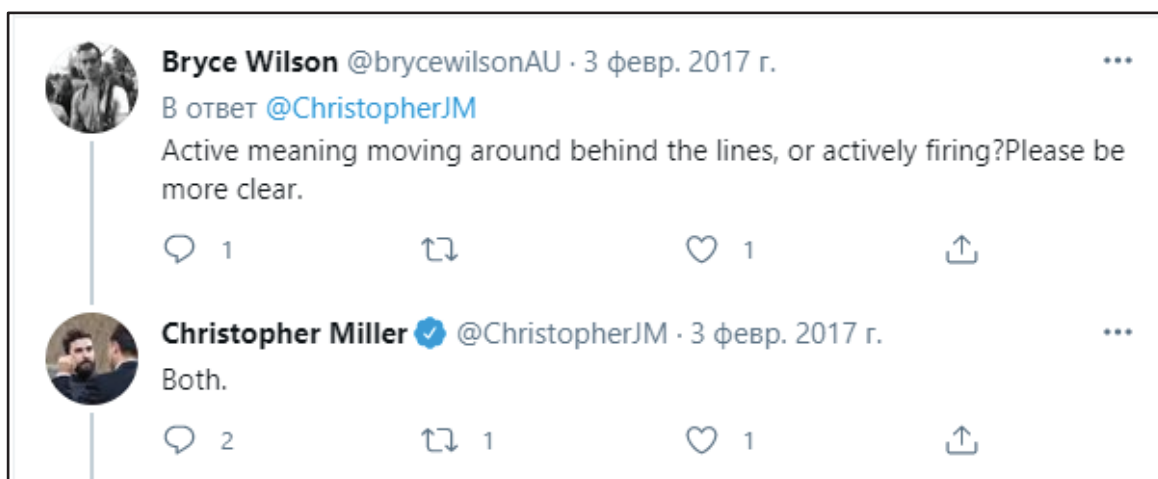 Bryce Wilson @brycewilsonAU · 3 февр. 2017 г.
В ответ @ChristopherJM
Active meaning moving around behind the lines, or actively firing?Please be
more clear.
1 1
Christopher Miller @ChristopherJM · 3 февр. 2017 г.
Both.
2 1 1